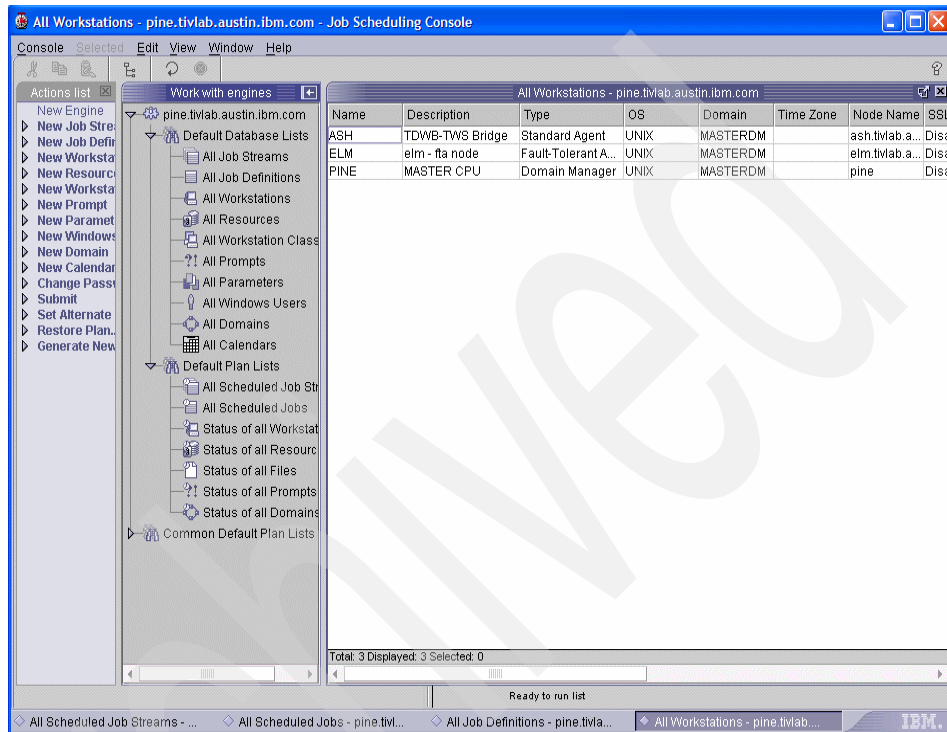 All Workstations - pine.tivlab.austin.ibm.com - Job Scheduling Console
Console Selected Edit View Window Help
Actions list
New Engine
New Job Stre
New Job Defin
New Worksta
New Resourc
New Worksta
New Prompt
New Paramet
New Windows
New Domain
New Calendar
Change Passw
Submit
Set Alternate
Restore Plan..
Generate New
Work with engines
pine.tivlab.austin.ibm.com
Default Database Lists
All Job Streams
All Job Definitions
All Workstations
All Resources
All Workstation Class
All Prompts
All Parameters
All Windows Users
All Domains
All Calendars
Default Plan Lists
All Scheduled Job Str
All Scheduled Jobs
Status of all Workstat
Status of all Resourc
Status of all Files
Status of all Prompts
Status of all Domains
Common Default Plan Lists
All Workstations - pine.tivlab.austin.ibm.com
Name Description Type OS Domain Time Zone Node Name SSL
ASH TDWB-TWS Bridge Standard Agent UNIX MASTERDM ash.tivlab.a... Disa
ELM elm - fta node Fault-Tolerant A... UNIX MASTERDM elm.tivlab.a... Disa
PINE MASTER CPU Domain Manager UNIX MASTERDM pine Disa
Total: 3 Displayed: 3 Selected: 0
Ready to run list
All Scheduled Job Streams - ... All Scheduled Jobs - pine.tivl... All Job Definitions - pine.tivla... All Workstations - pine.tivlab.... IBM.